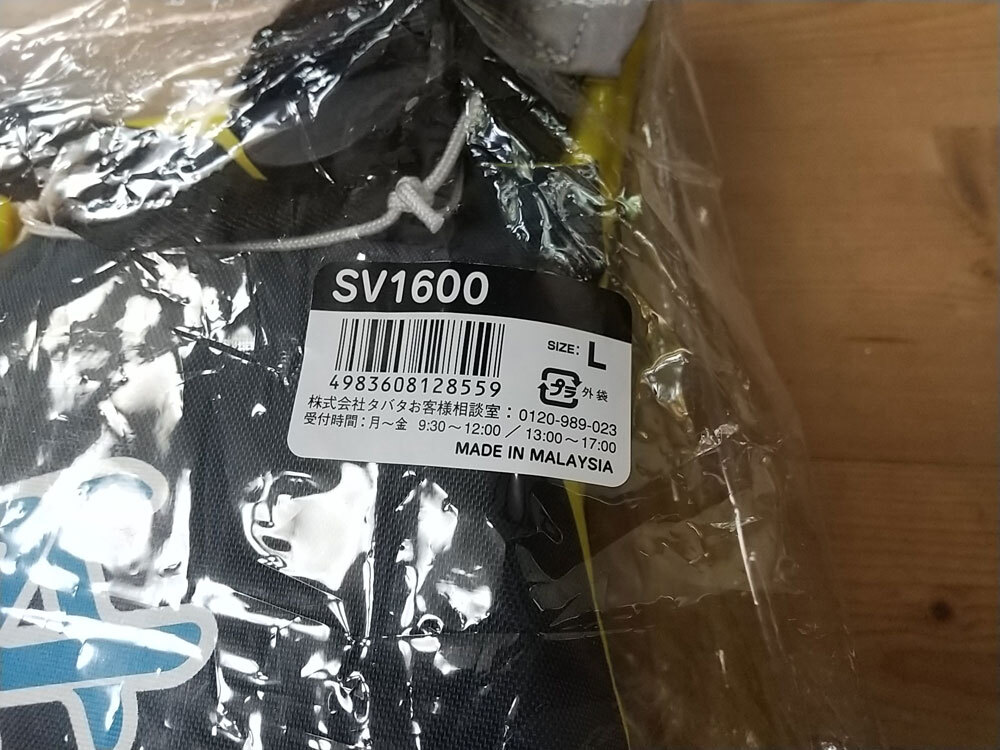 SV1600
SIZE: L
4983608128559
プラ 外袋
株式会社タバタお客様相談室：0120-989-023
受付時間：月～金 9:30～12:00／13:00～17:00
MADE IN MALAYSIA